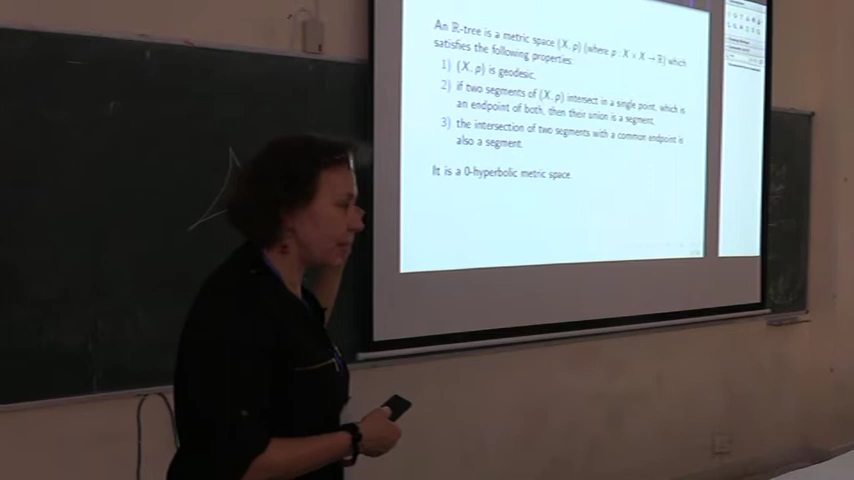 An ℝ-tree is a metric space (X, ρ) (where ρ : X × X → ℝ) which
satisfies the following properties:
1) (X, ρ) is geodesic,
2) if two segments of (X, ρ) intersect in a single point, which is
an endpoint of both, then their union is a segment,
3) the intersection of two segments with a common endpoint is
also a segment.
It is a 0-hyperbolic metric space.